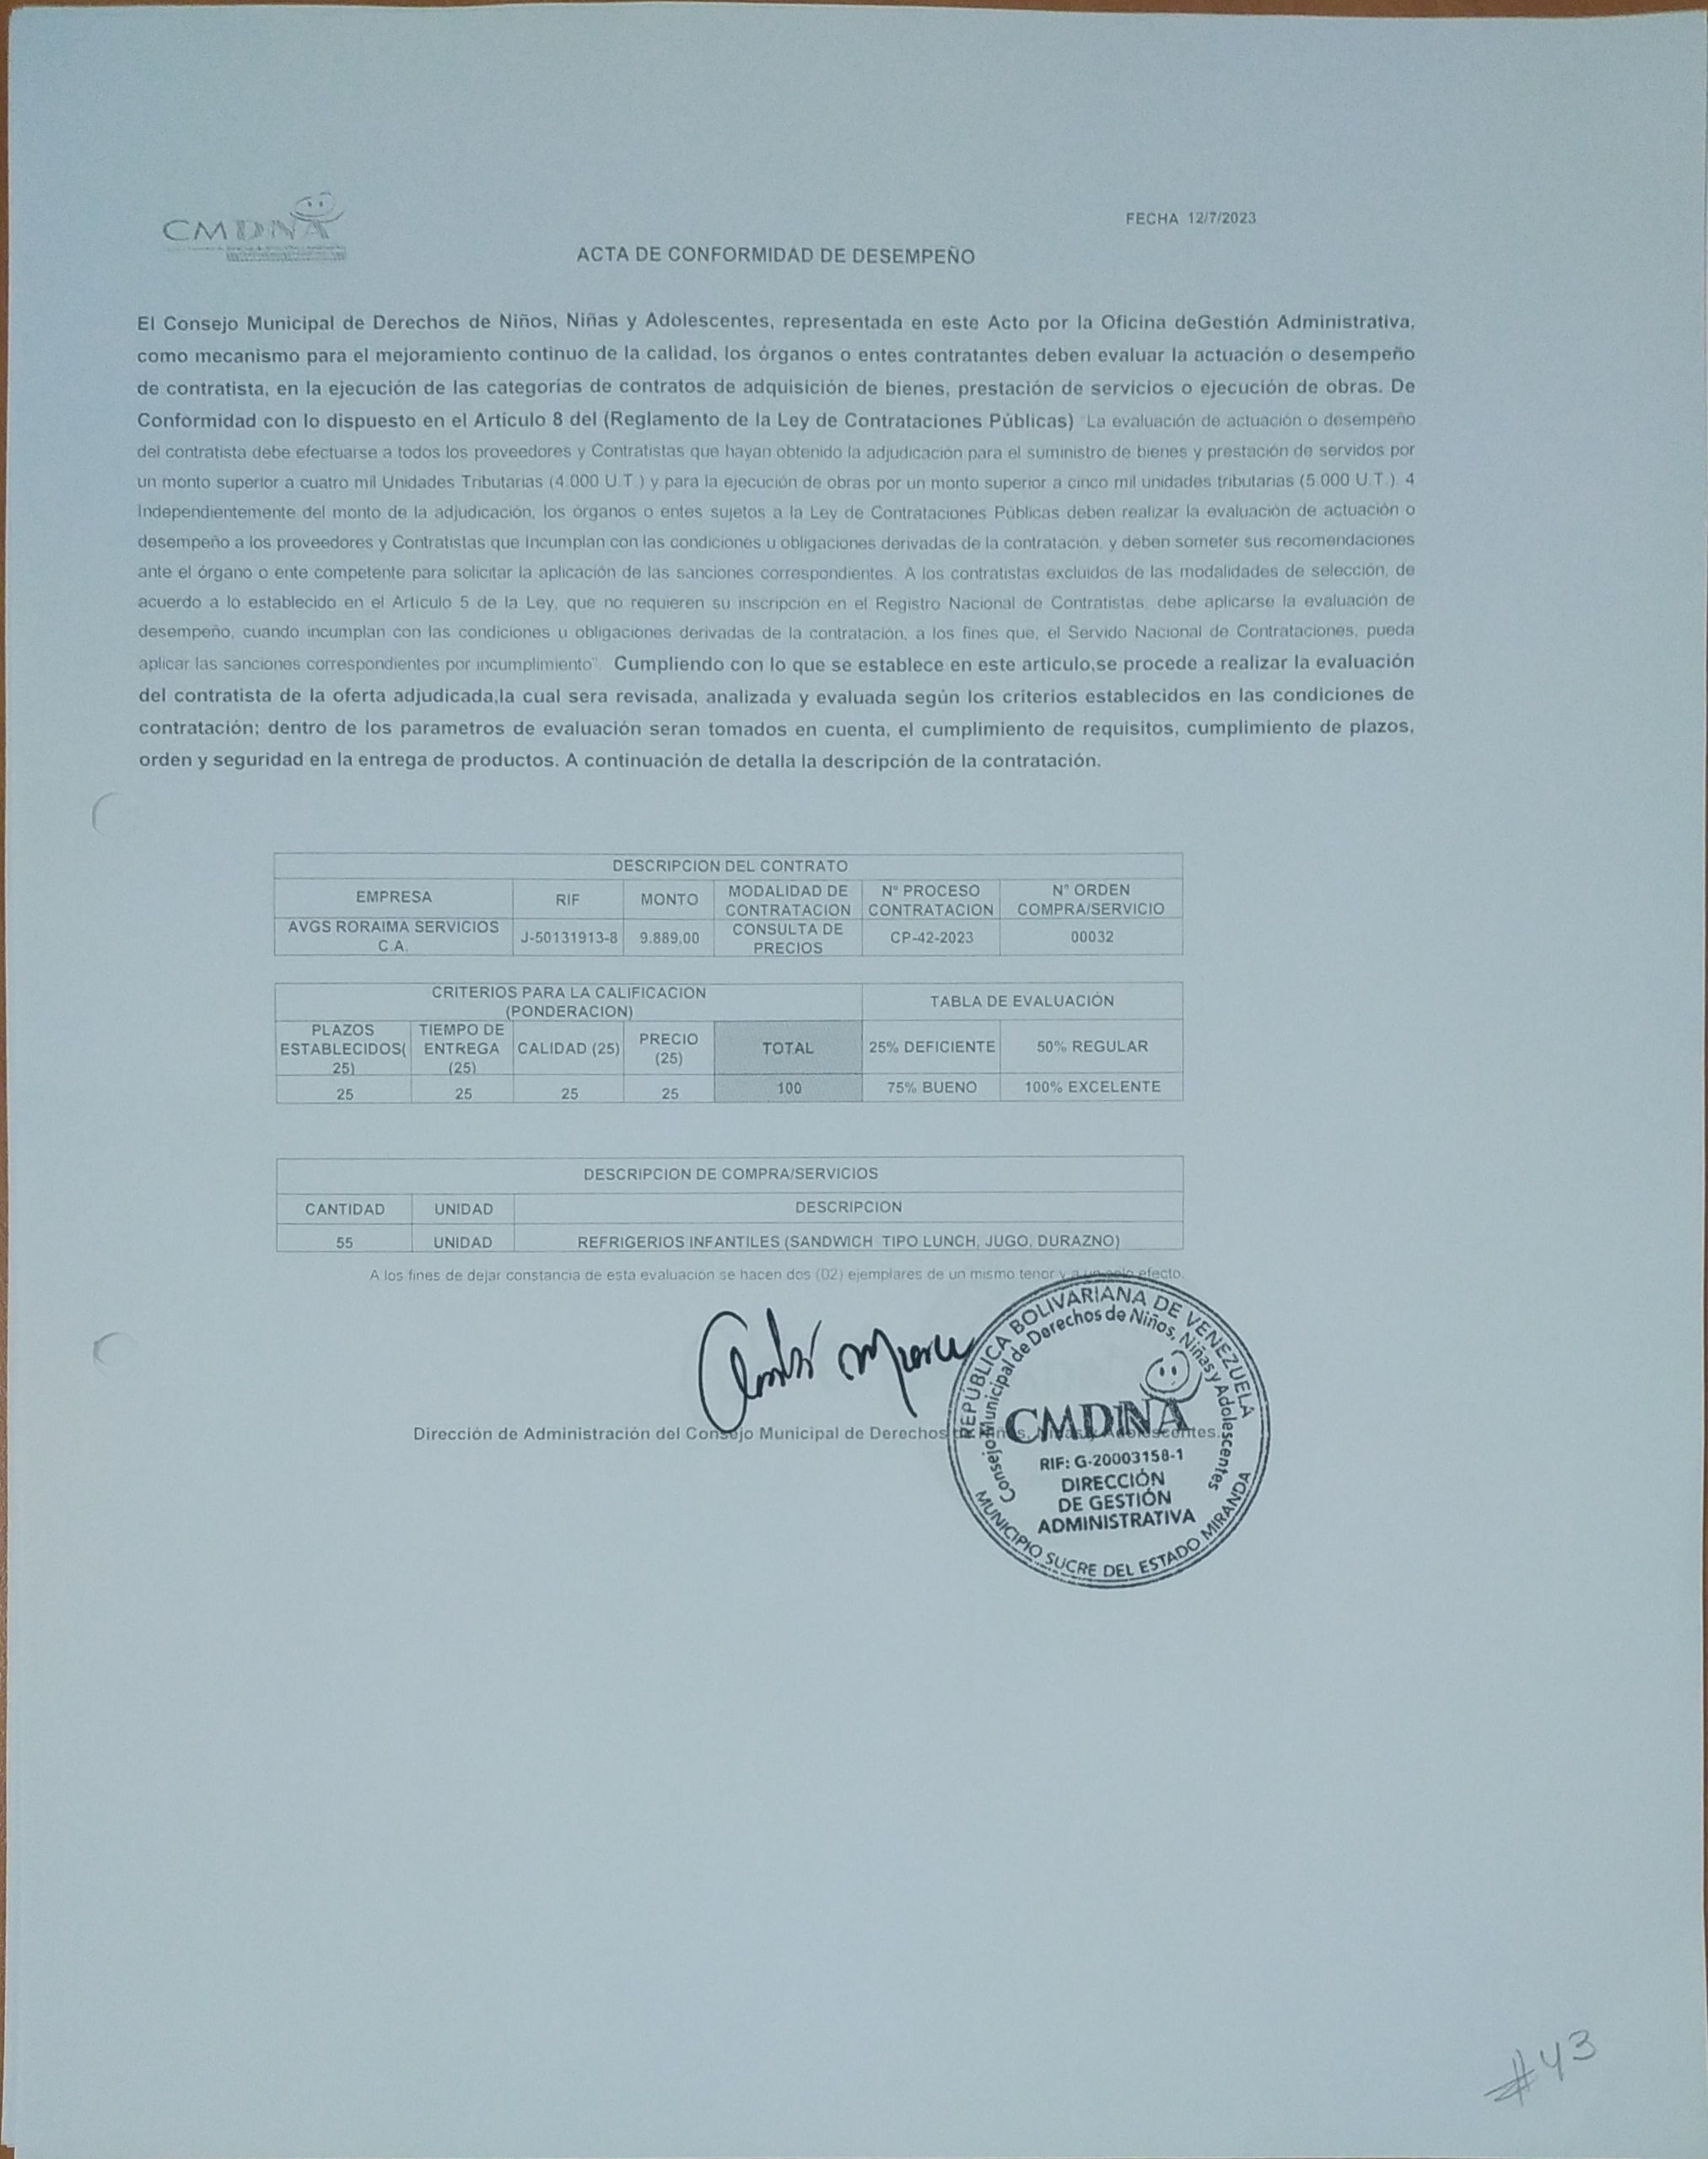 CMDNA
FECHA 12/7/2023
ACTA DE CONFORMIDAD DE DESEMPEÑO
El Consejo Municipal de Derechos de Niños, Niñas y Adolescentes, representada en este Acto por la Oficina deGestión Administrativa,
como mecanismo para el mejoramiento continuo de la calidad, los órganos o entes contratantes deben evaluar la actuación o desempeño
de contratista, en la ejecución de las categorías de contratos de adquisición de bienes, prestación de servicios o ejecución de obras. De
Conformidad con lo dispuesto en el Articulo 8 del (Reglamento de la Ley de Contrataciones Públicas) "La evaluación de actuación o desempeño
del contratista debe efectuarse a todos los proveedores y Contratistas que hayan obtenido la adjudicación para el suministro de bienes y prestación de servidos por
un monto superior a cuatro mil Unidades Tributarias (4.000 U.T.) y para la ejecución de obras por un monto superior a cinco mil unidades tributarias (5.000 U.T.). 4
Independientemente del monto de la adjudicación, los órganos o entes sujetos a la Ley de Contrataciones Públicas deben realizar la evaluación de actuación o
desempeño a los proveedores y Contratistas que Incumplan con las condiciones u obligaciones derivadas de la contratación, y deben someter sus recomendaciones
ante el órgano o ente competente para solicitar la aplicación de las sanciones correspondientes. A los contratistas excluidos de las modalidades de selección, de
acuerdo a lo establecido en el Articulo 5 de la Ley, que no requieren su inscripción en el Registro Nacional de Contratistas, debe aplicarse la evaluación de
desempeño, cuando incumplan con las condiciones u obligaciones derivadas de la contratación, a los fines que, el Servido Nacional de Contrataciones, pueda
aplicar las sanciones correspondientes por incumplimiento". Cumpliendo con lo que se establece en este articulo,se procede a realizar la evaluación
del contratista de la oferta adjudicada,la cual sera revisada, analizada y evaluada según los criterios establecidos en las condiciones de
contratación; dentro de los parametros de evaluación seran tomados en cuenta, el cumplimiento de requisitos, cumplimiento de plazos,
orden y seguridad en la entrega de productos. A continuación de detalla la descripción de la contratación.
DESCRIPCION DEL CONTRATO
EMPRESA RIF MONTO MODALIDAD DE CONTRATACION Nº PROCESO CONTRATACION Nº ORDEN COMPRA/SERVICIO
AVGS RORAIMA SERVICIOS C.A. J-50131913-8 9.889,00 CONSULTA DE PRECIOS CP-42-2023 00032
CRITERIOS PARA LA CALIFICACION (PONDERACION) TABLA DE EVALUACIÓN
PLAZOS ESTABLECIDOS(25) TIEMPO DE ENTREGA (25) CALIDAD (25) PRECIO (25) TOTAL 25% DEFICIENTE 50% REGULAR
25 25 25 25 100 75% BUENO 100% EXCELENTE
DESCRIPCION DE COMPRA/SERVICIOS
CANTIDAD UNIDAD DESCRIPCION
55 UNIDAD REFRIGERIOS INFANTILES (SANDWICH TIPO LUNCH, JUGO, DURAZNO)
A los fines de dejar constancia de esta evaluación se hacen dos (02) ejemplares de un mismo tenor y a un solo efecto.
Dirección de Administración del Consejo Municipal de Derechos de Niños, Niñas y Adolescentes.
REPÚBLICA BOLIVARIANA DE VENEZUELA
Consejo Municipal de Derechos de Niños, Niñas y Adolescentes
CMDNA
RIF: G-20003158-1
DIRECCIÓN
DE GESTIÓN
ADMINISTRATIVA
MUNICIPIO SUCRE DEL ESTADO MIRANDA
#43